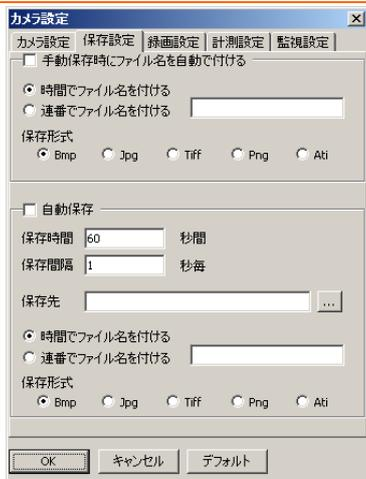 カメラ設定
カメラ設定 保存設定 録画設定 計測設定 監視設定
手動保存時にファイル名を自動で付ける
時間でファイル名を付ける
連番でファイル名を付ける
保存形式
Bmp Jpg Tiff Png Ati
自動保存
保存時間 60 秒間
保存間隔 1 秒毎
保存先 ...
時間でファイル名を付ける
連番でファイル名を付ける
保存形式
Bmp Jpg Tiff Png Ati
OK キャンセル デフォルト